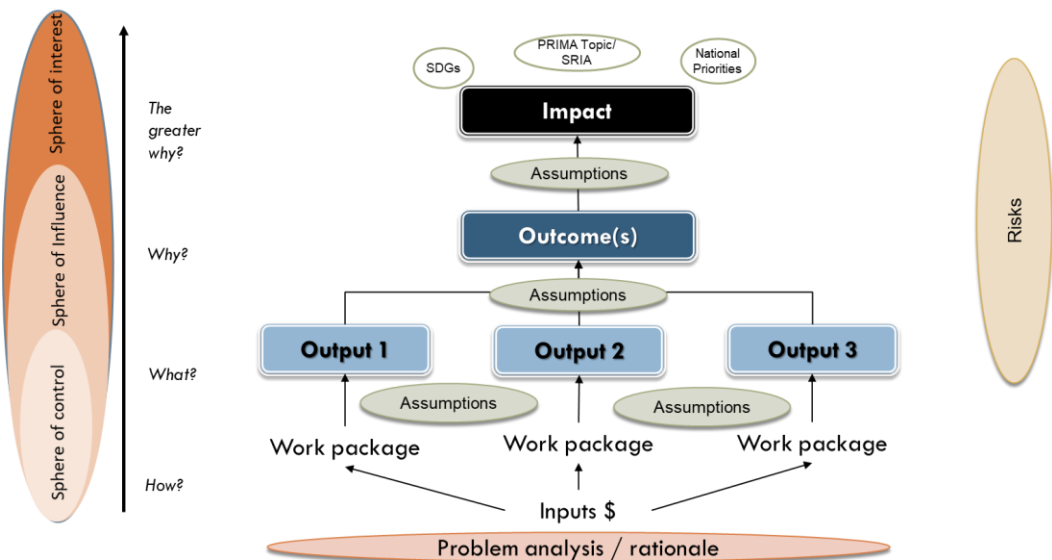 Sphere of interest
Sphere of Influence
Sphere of control
The
greater
why?
Why?
What?
How?
SDGs
PRIMA Topic/
SRIA
National
Priorities
Impact
Assumptions
Outcome(s)
Assumptions
Output 1
Output 2
Output 3
Assumptions
Assumptions
Work package
Work package
Work package
Inputs $
Problem analysis / rationale
Risks